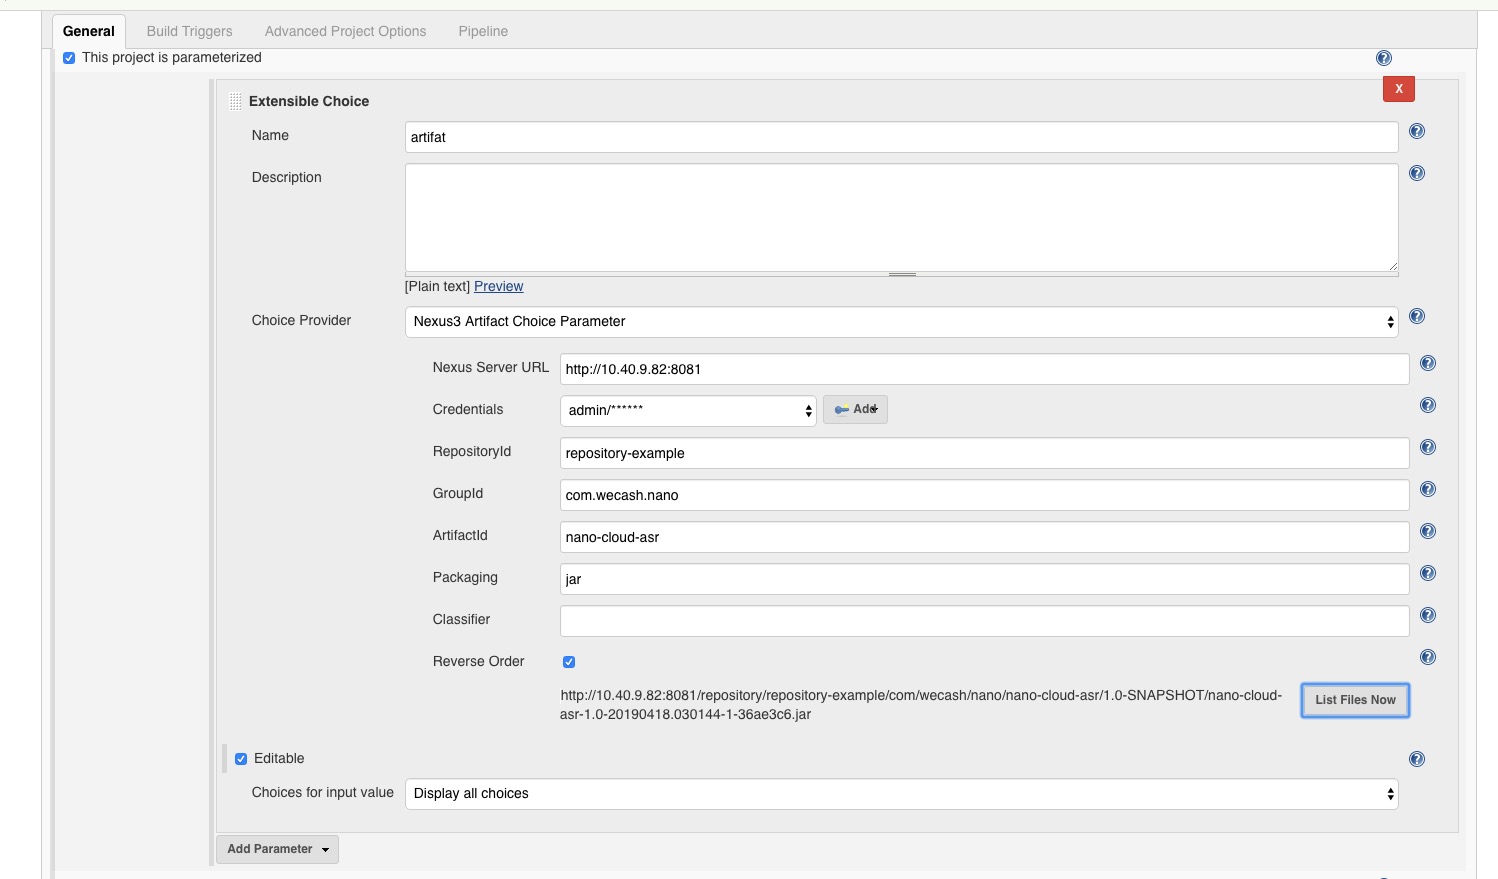 General Build Triggers Advanced Project Options Pipeline
This project is parameterized
X
Extensible Choice
Name artifat
Description
[Plain text] Preview
Choice Provider Nexus3 Artifact Choice Parameter
Nexus Server URL http://10.40.9.82:8081
Credentials admin/****** Add
RepositoryId repository-example
GroupId com.wecash.nano
ArtifactId nano-cloud-asr
Packaging jar
Classifier
Reverse Order
http://10.40.9.82:8081/repository/repository-example/com/wecash/nano/nano-cloud-asr/1.0-SNAPSHOT/nano-cloud-
asr-1.0-20190418.030144-1-36ae3c6.jar
List Files Now
Editable
Choices for input value Display all choices
Add Parameter